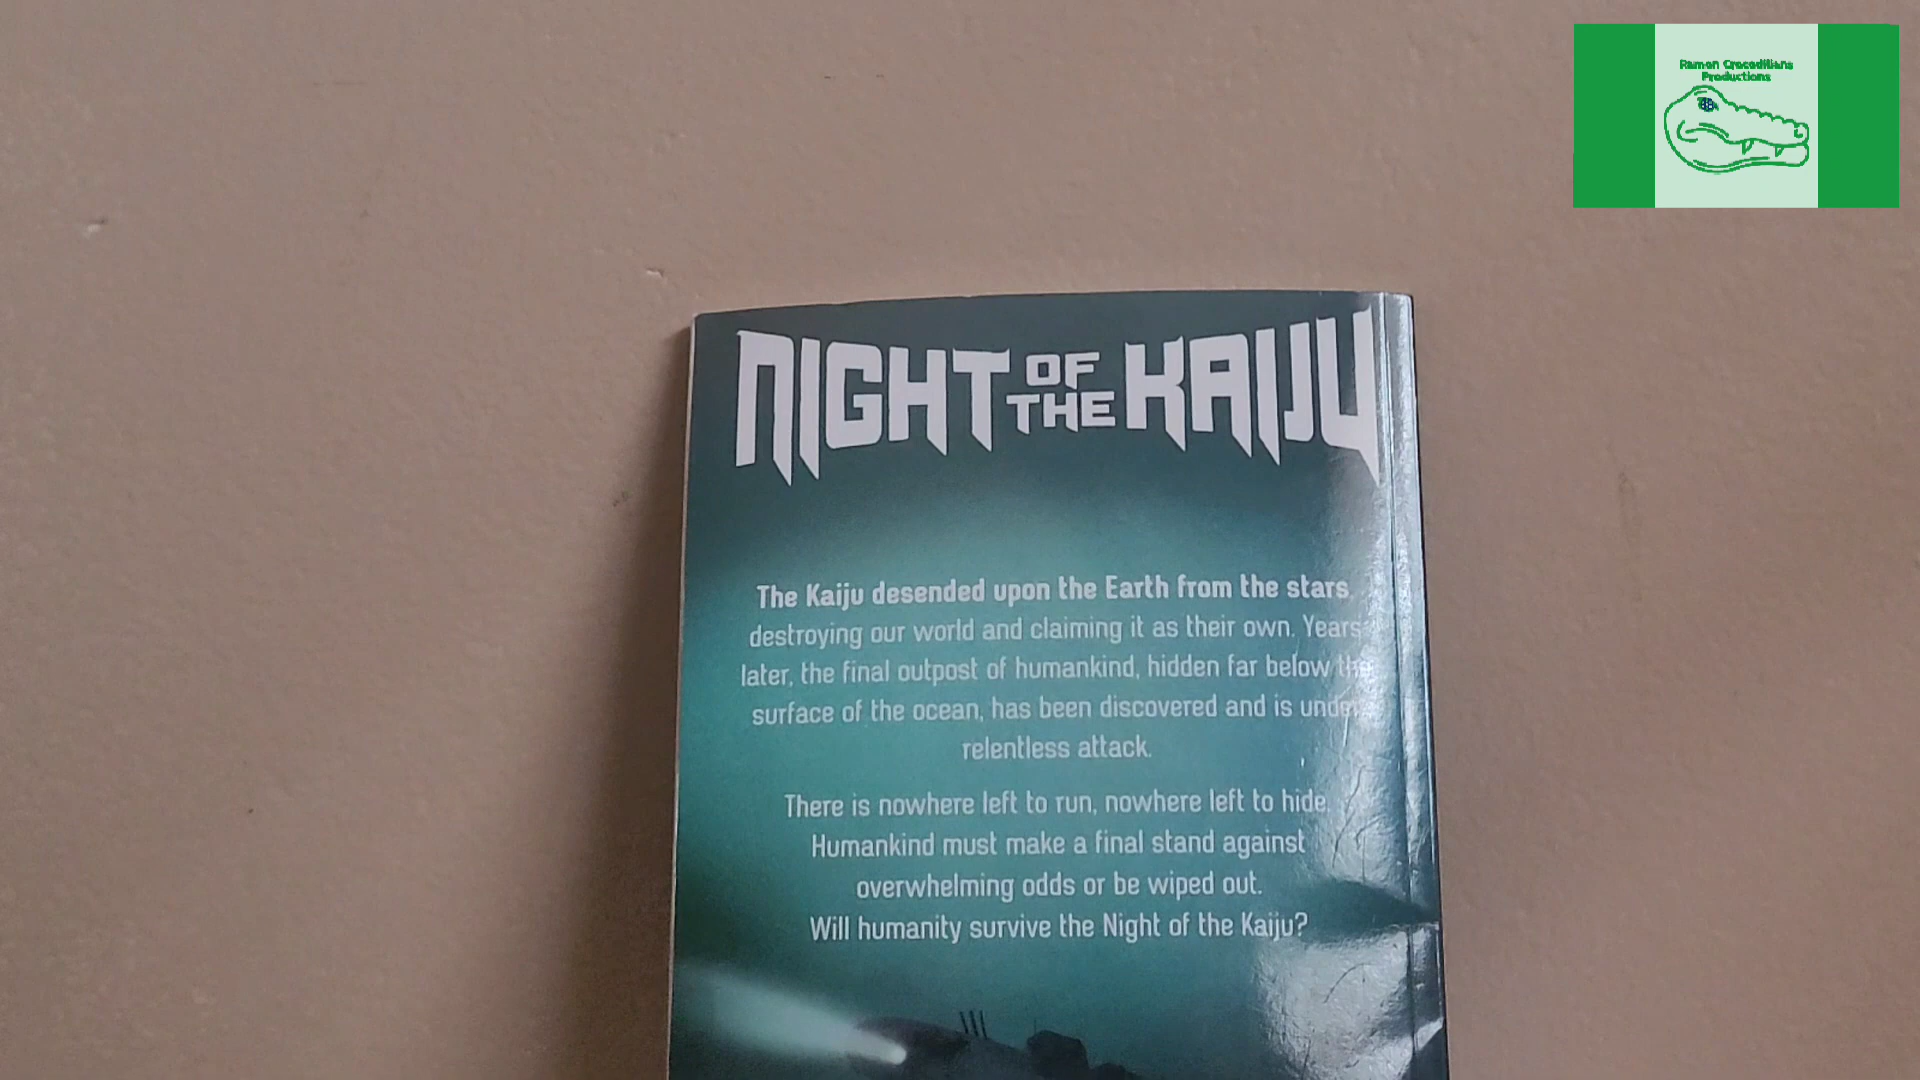 Ramon Crocodilians
Productions
NIGHT OF THE KAIJU
The Kaiju desended upon the Earth from the stars,
destroying our world and claiming it as their own. Years
later, the final outpost of humankind, hidden far below the
surface of the ocean, has been discovered and is under
relentless attack.
There is nowhere left to run, nowhere left to hide.
Humankind must make a final stand against
overwhelming odds or be wiped out.
Will humanity survive the Night of the Kaiju?